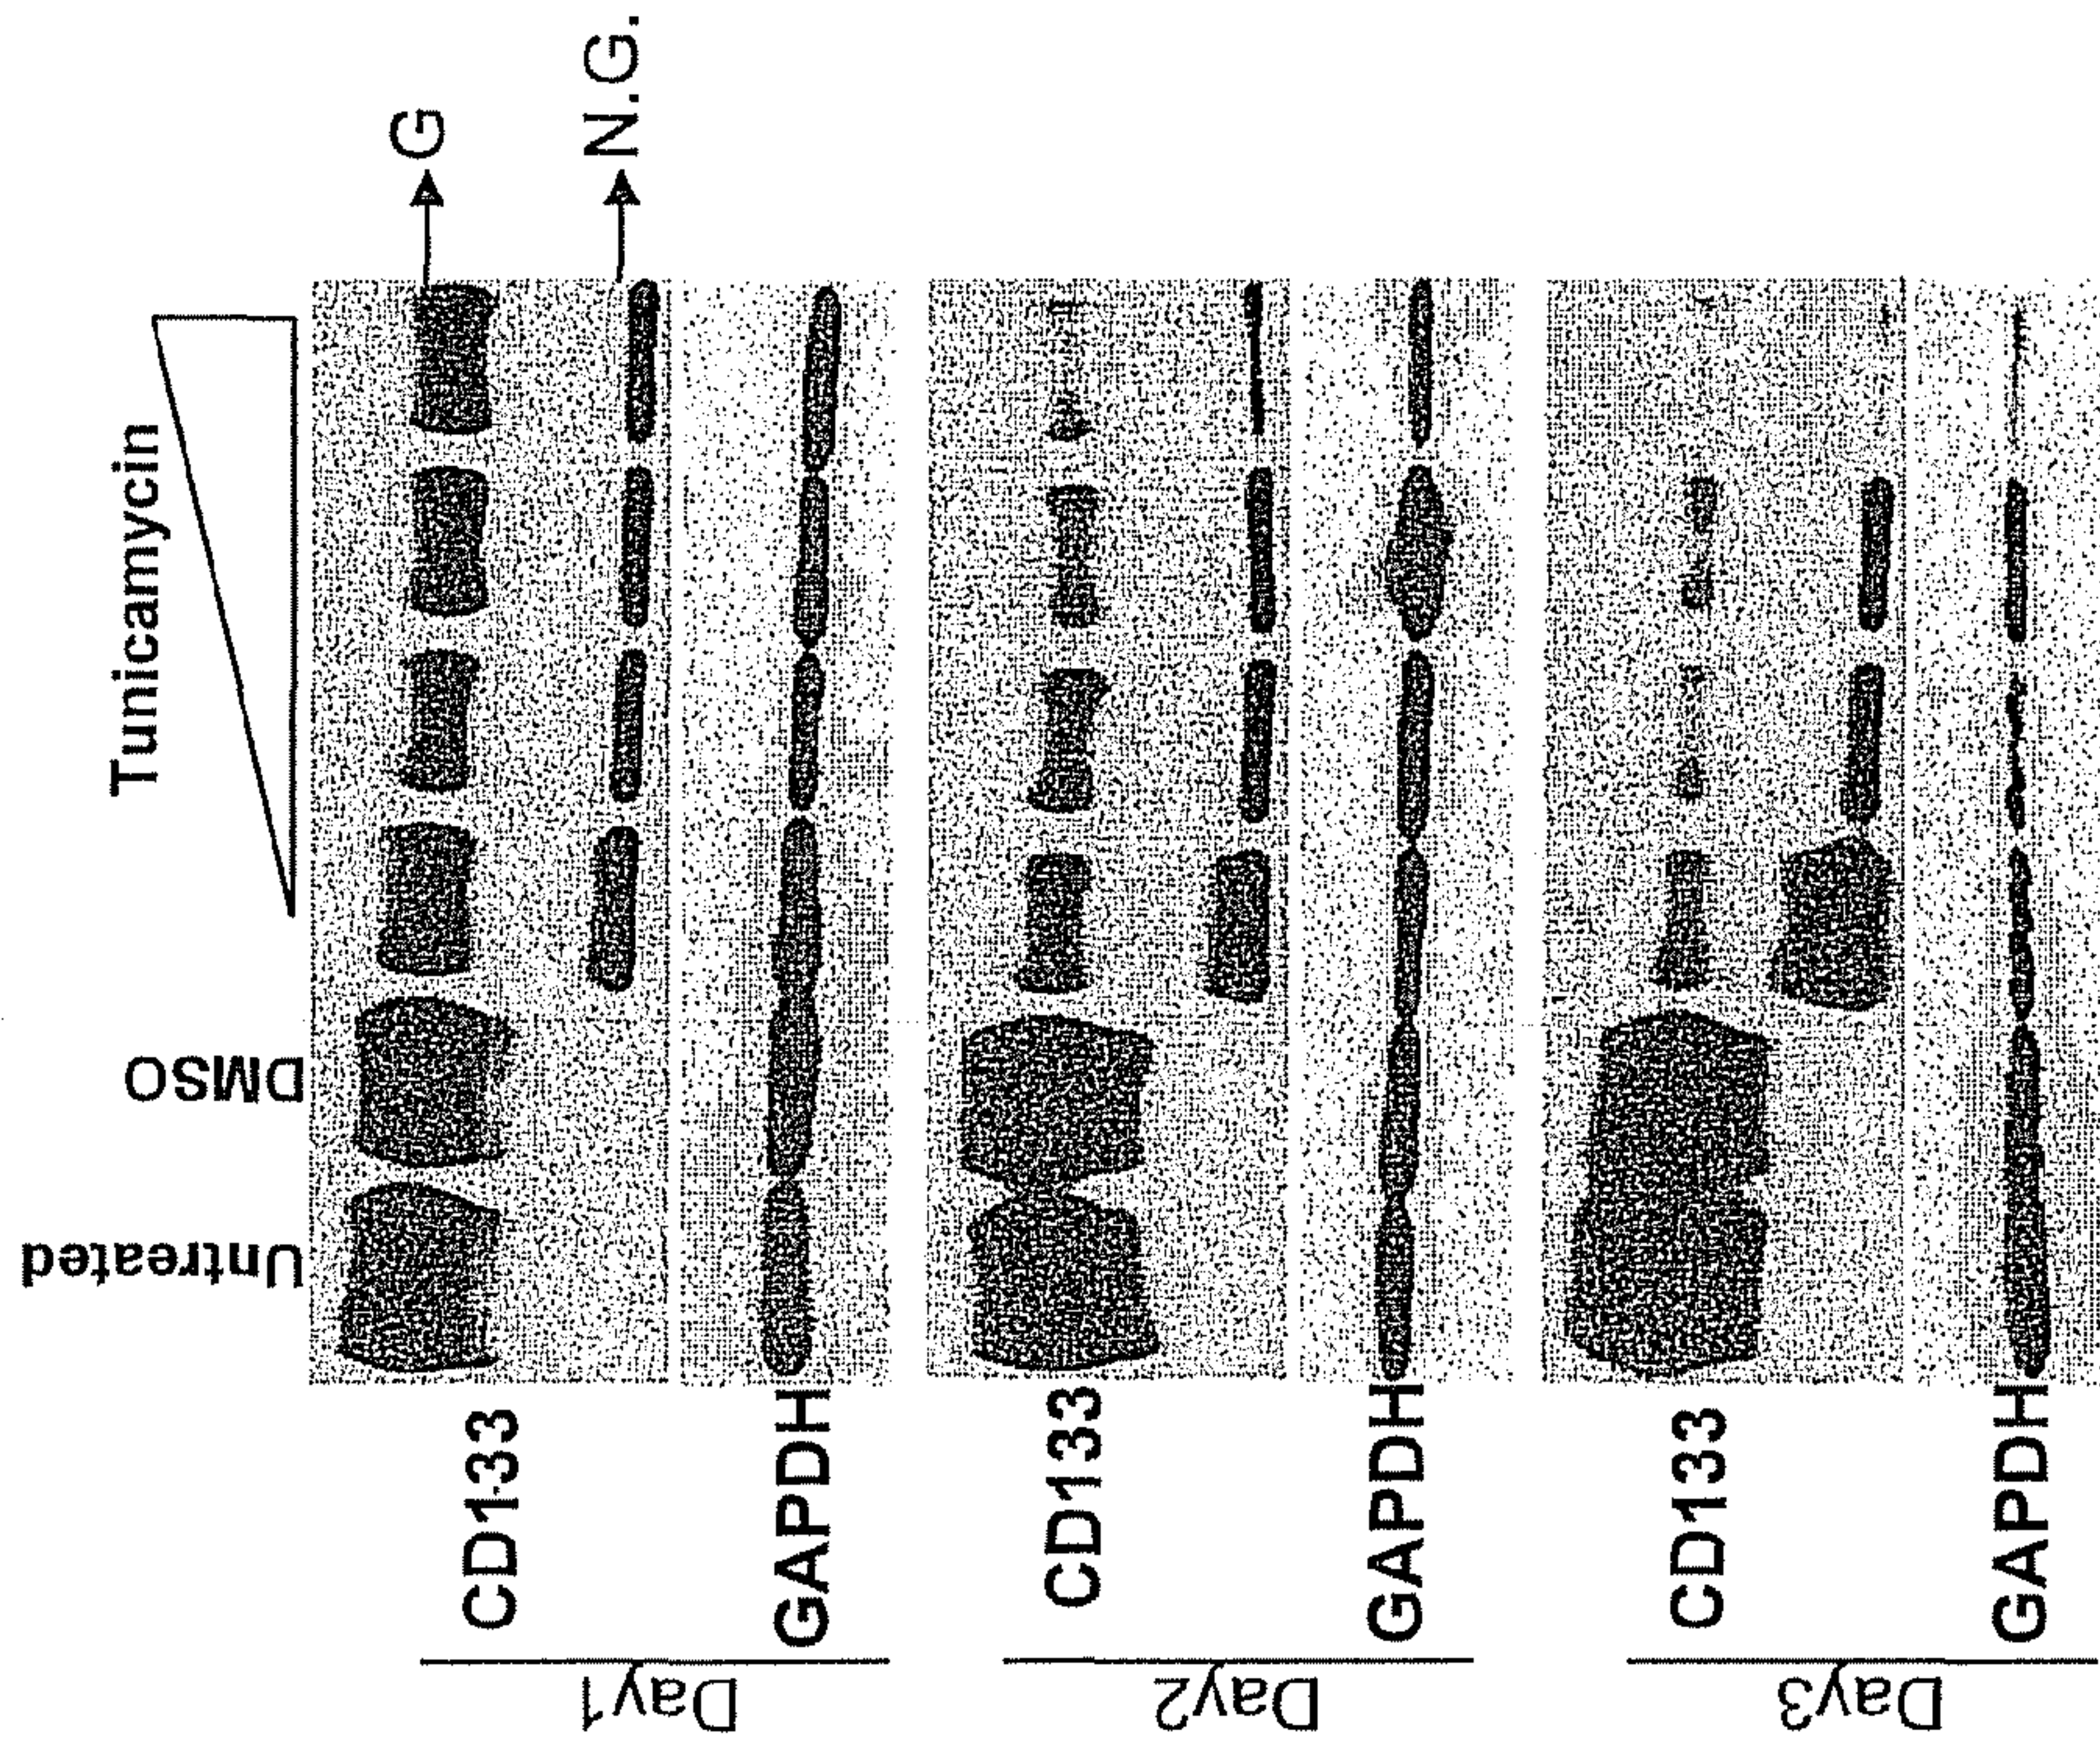 Untreated
DMSO
Tunicamycin
G
N.G.
Day1
CD133
GAPDH
Day2
CD133
GAPDH
Day3
CD133
GAPDH